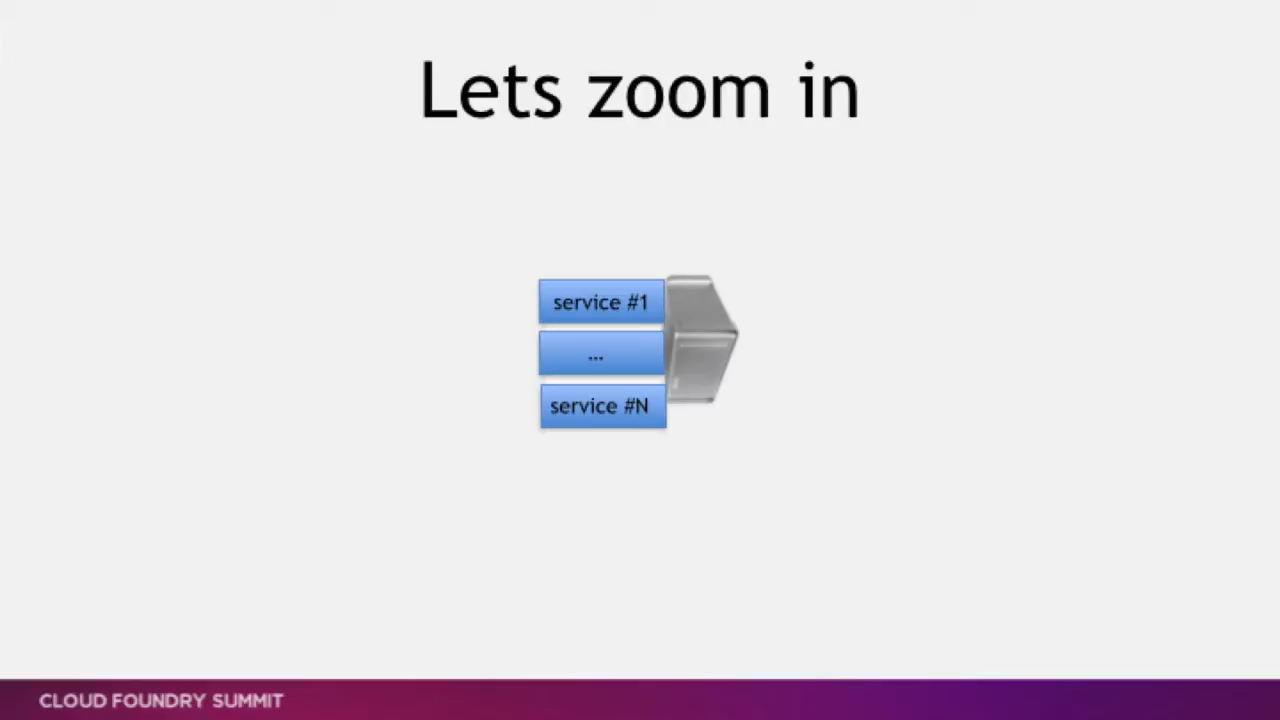 Lets zoom in
service #1
...
service #N
CLOUD FOUNDRY SUMMIT